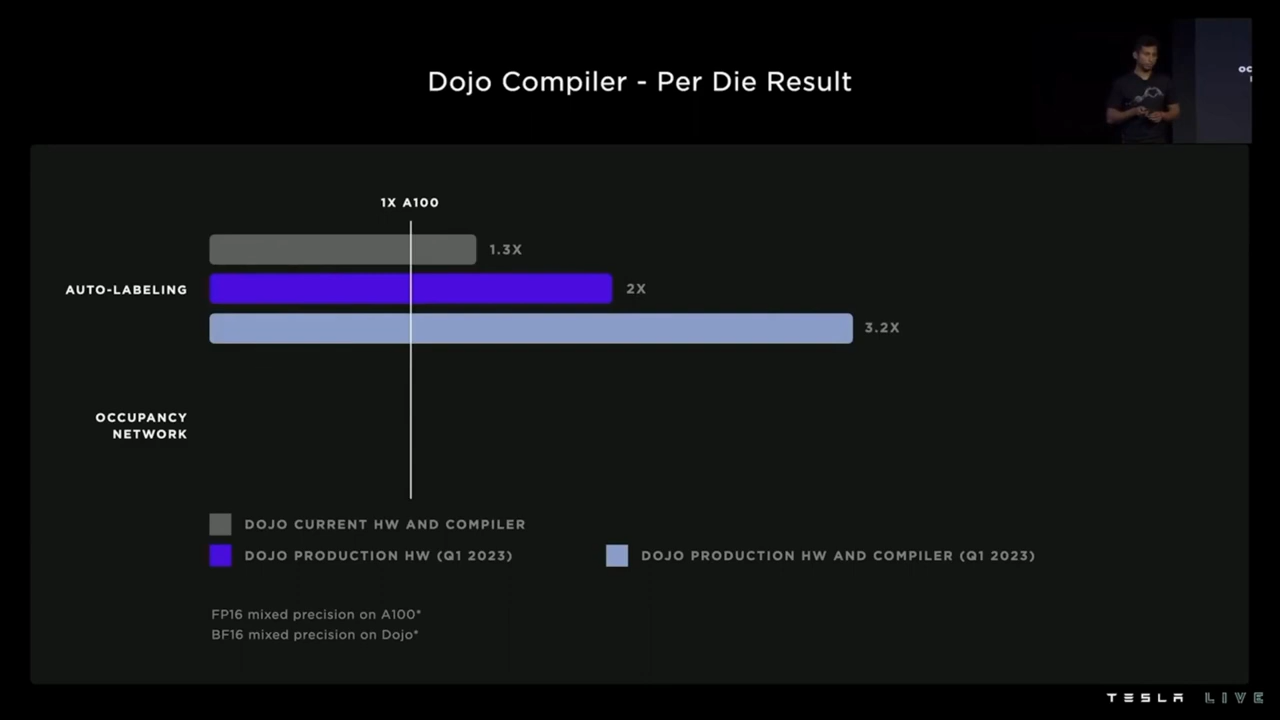 Dojo Compiler - Per Die Result
1X A100
1.3X
AUTO-LABELING
2X
3.2X
OCCUPANCY
NETWORK
DOJO CURRENT HW AND COMPILER
DOJO PRODUCTION HW (Q1 2023)
DOJO PRODUCTION HW AND COMPILER (Q1 2023)
FP16 mixed precision on A100*
BF16 mixed precision on Dojo*
TESLA LIVE